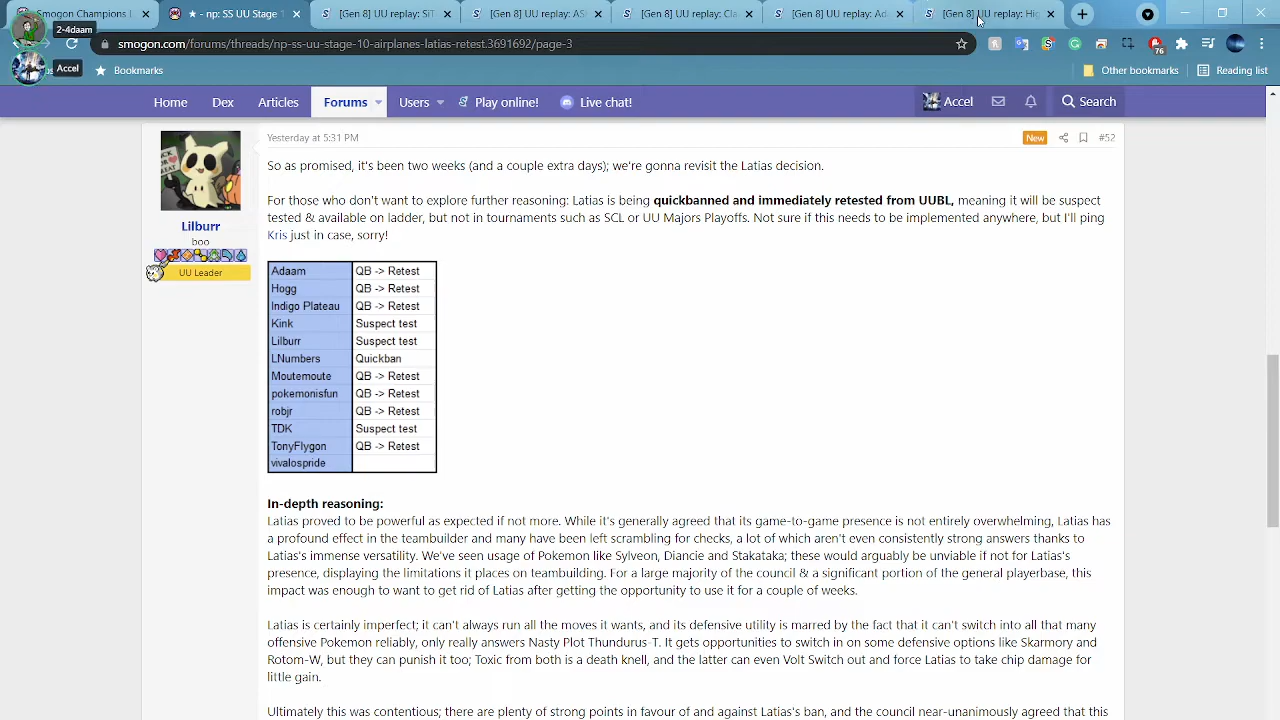 Smogon Champions l
★ - np: SS UU Stage
[Gen 8] UU replay: SiT
[Gen 8] UU replay: AS
[Gen 8] UU replay: Cla
[Gen 8] UU replay: Ada
[Gen 8] UU replay: Hig
2-4daam
smogon.com/forums/threads/np-ss-uu-stage-10-airplanes-latias-retest.3691692/page-3
76
Accel
Bookmarks
Other bookmarks
Reading list
Home
Dex
Articles
Forums
Users
Play online!
Live chat!
Accel
Search
Yesterday at 5:31 PM
New
#52
Lilburr
boo
UU Leader
So as promised, it's been two weeks (and a couple extra days); we're gonna revisit the Latias decision.
For those who don't want to explore further reasoning: Latias is being quickbanned and immediately retested from UUBL, meaning it will be suspect
tested & available on ladder, but not in tournaments such as SCL or UU Majors Playoffs. Not sure if this needs to be implemented anywhere, but I'll ping
Kris just in case, sorry!
Adaam QB -> Retest
Hogg QB -> Retest
Indigo Plateau QB -> Retest
Kink Suspect test
Lilburr Suspect test
LNumbers Quickban
Moutemoute QB -> Retest
pokemonisfun QB -> Retest
robjr QB -> Retest
TDK Suspect test
TonyFlygon QB -> Retest
vivalospride
In-depth reasoning:
Latias proved to be powerful as expected if not more. While it's generally agreed that its game-to-game presence is not entirely overwhelming, Latias has
a profound effect in the teambuilder and many have been left scrambling for checks, a lot of which aren't even consistently strong answers thanks to
Latias's immense versatility. We've seen usage of Pokemon like Sylveon, Diancie and Stakataka; these would arguably be unviable if not for Latias's
presence, displaying the limitations it places on teambuilding. For a large majority of the council & a significant portion of the general playerbase, this
impact was enough to want to get rid of Latias after getting the opportunity to use it for a couple of weeks.
Latias is certainly imperfect; it can't always run all the moves it wants, and its defensive utility is marred by the fact that it can't switch into all that many
offensive Pokemon reliably, only really answers Nasty Plot Thundurus-T. It gets opportunities to switch in on some defensive options like Skarmory and
Rotom-W, but they can punish it too; Toxic from both is a death knell, and the latter can even Volt Switch out and force Latias to take chip damage for
little gain.
Ultimately this was contentious; there are plenty of strong points in favour of and against Latias's ban, and the council near-unanimously agreed that this